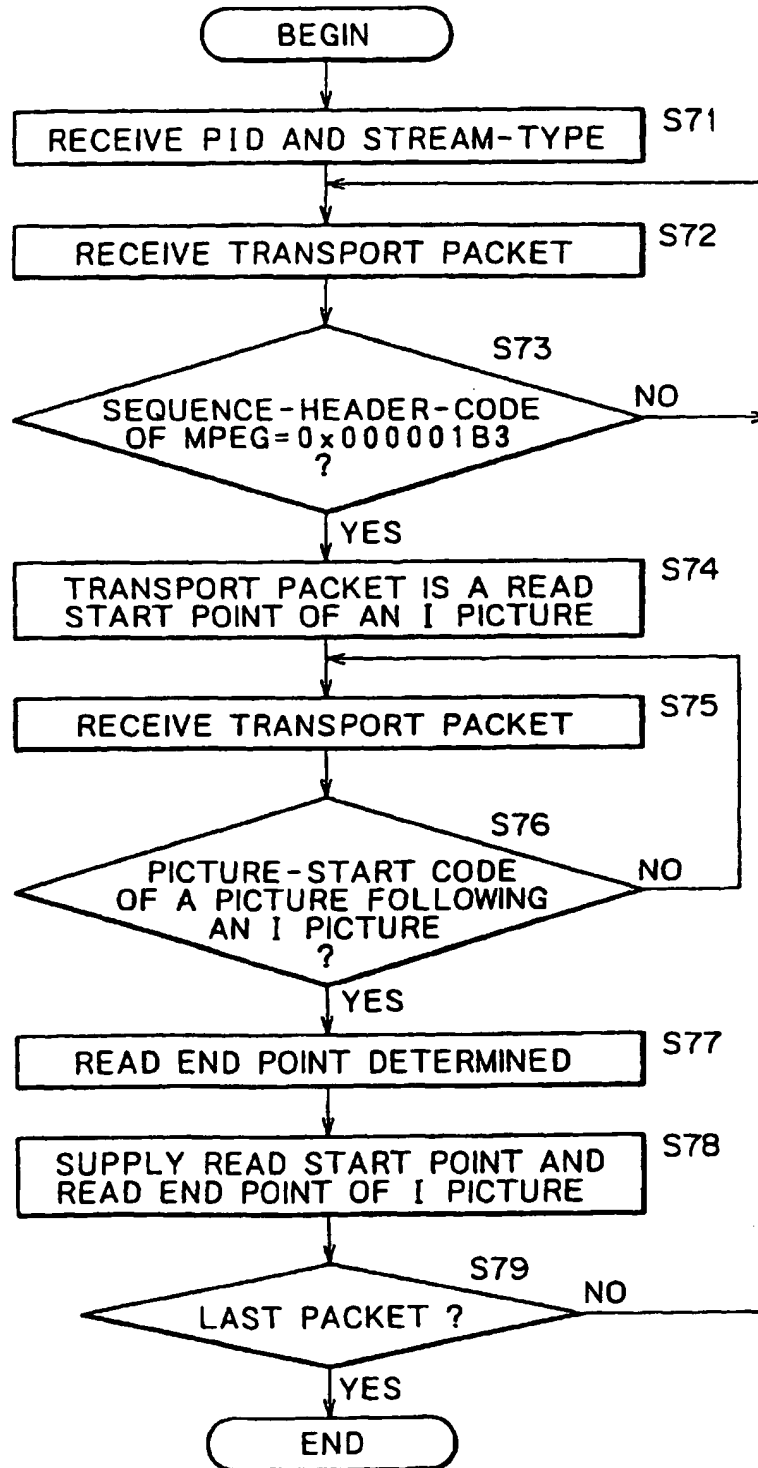 BEGIN
S71
RECEIVE PID AND STREAM-TYPE
S72
RECEIVE TRANSPORT PACKET
S73
NO
SEQUENCE-HEADER-CODE
OF MPEG=0x000001B3
?
YES
S74
TRANSPORT PACKET IS A READ
START POINT OF AN I PICTURE
S75
RECEIVE TRANSPORT PACKET
S76
NO
PICTURE-START CODE
OF A PICTURE FOLLOWING
AN I PICTURE
?
YES
S77
READ END POINT DETERMINED
S78
SUPPLY READ START POINT AND
READ END POINT OF I PICTURE
S79
NO
LAST PACKET ?
YES
END